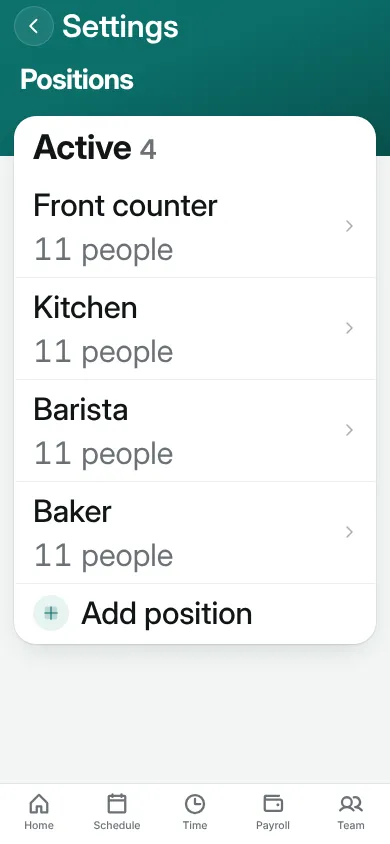 Settings
Positions
Active 4
Front counter
11 people
Kitchen
11 people
Barista
11 people
Baker
11 people
Add position
Home Schedule Time Payroll Team